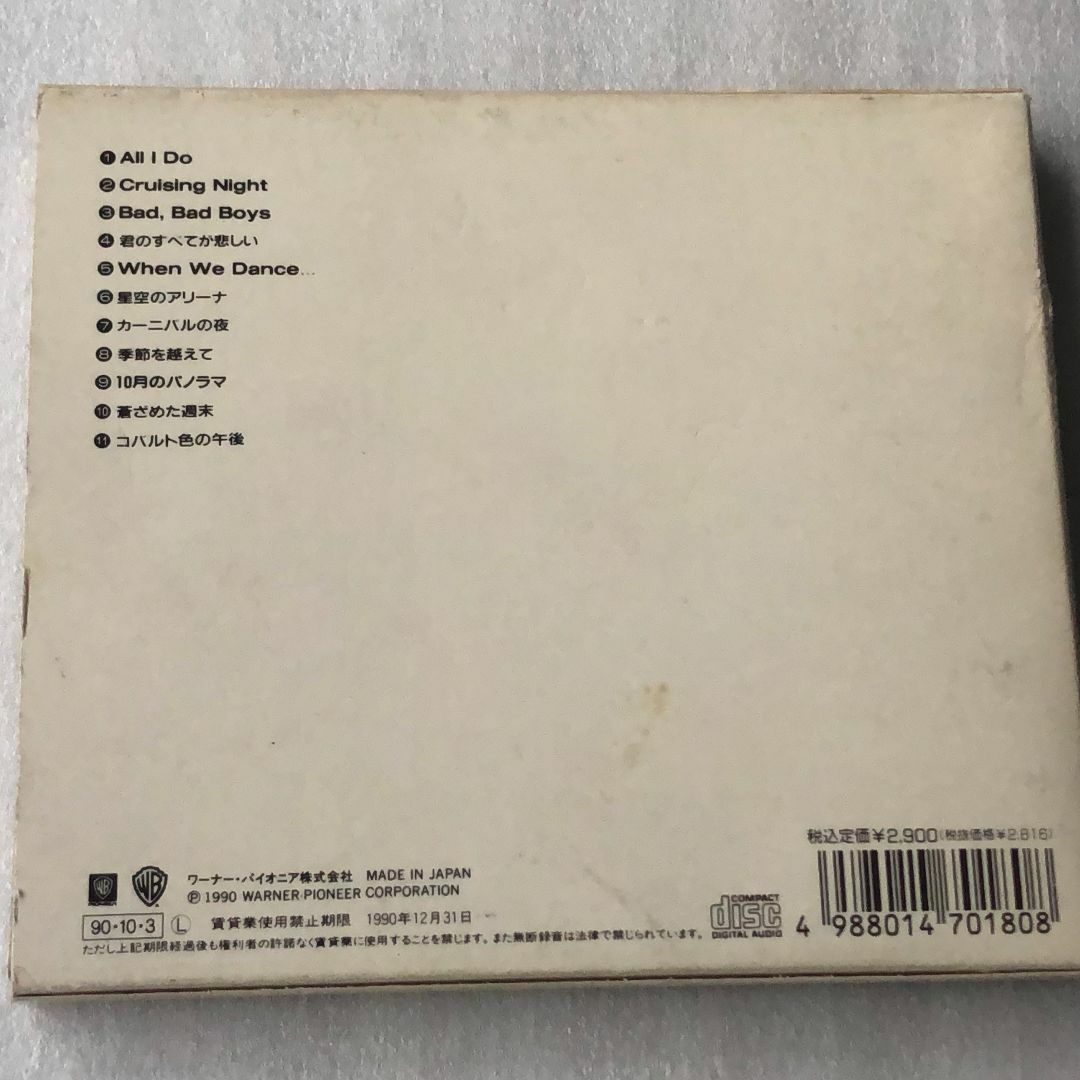 ❶ All I Do
❷ Cruising Night
❸ Bad, Bad Boys
❹ 君のすべてが悲しい
❺ When We Dance...
❻ 星空のアリーナ
❼ カーニバルの夜
❽ 季節を越えて
❾ 10月のパノラマ
❿ 蒼ざめた週末
⓫ コバルト色の午後
税込定価¥2,900(税抜価格¥2,816)
WB WB ワーナー・パイオニア株式会社 MADE IN JAPAN
Ⓟ 1990 WARNER-PIONEER CORPORATION
90・10・3 Ⓛ 賃貸業使用禁止期限 1990年12月31日
ただし上記期限経過後も権利者の許諾なく賃貸業に使用することを禁じます。また無断録音は法律で禁じられています。
COMPACT
disc
DIGITAL AUDIO
4 988014 701808